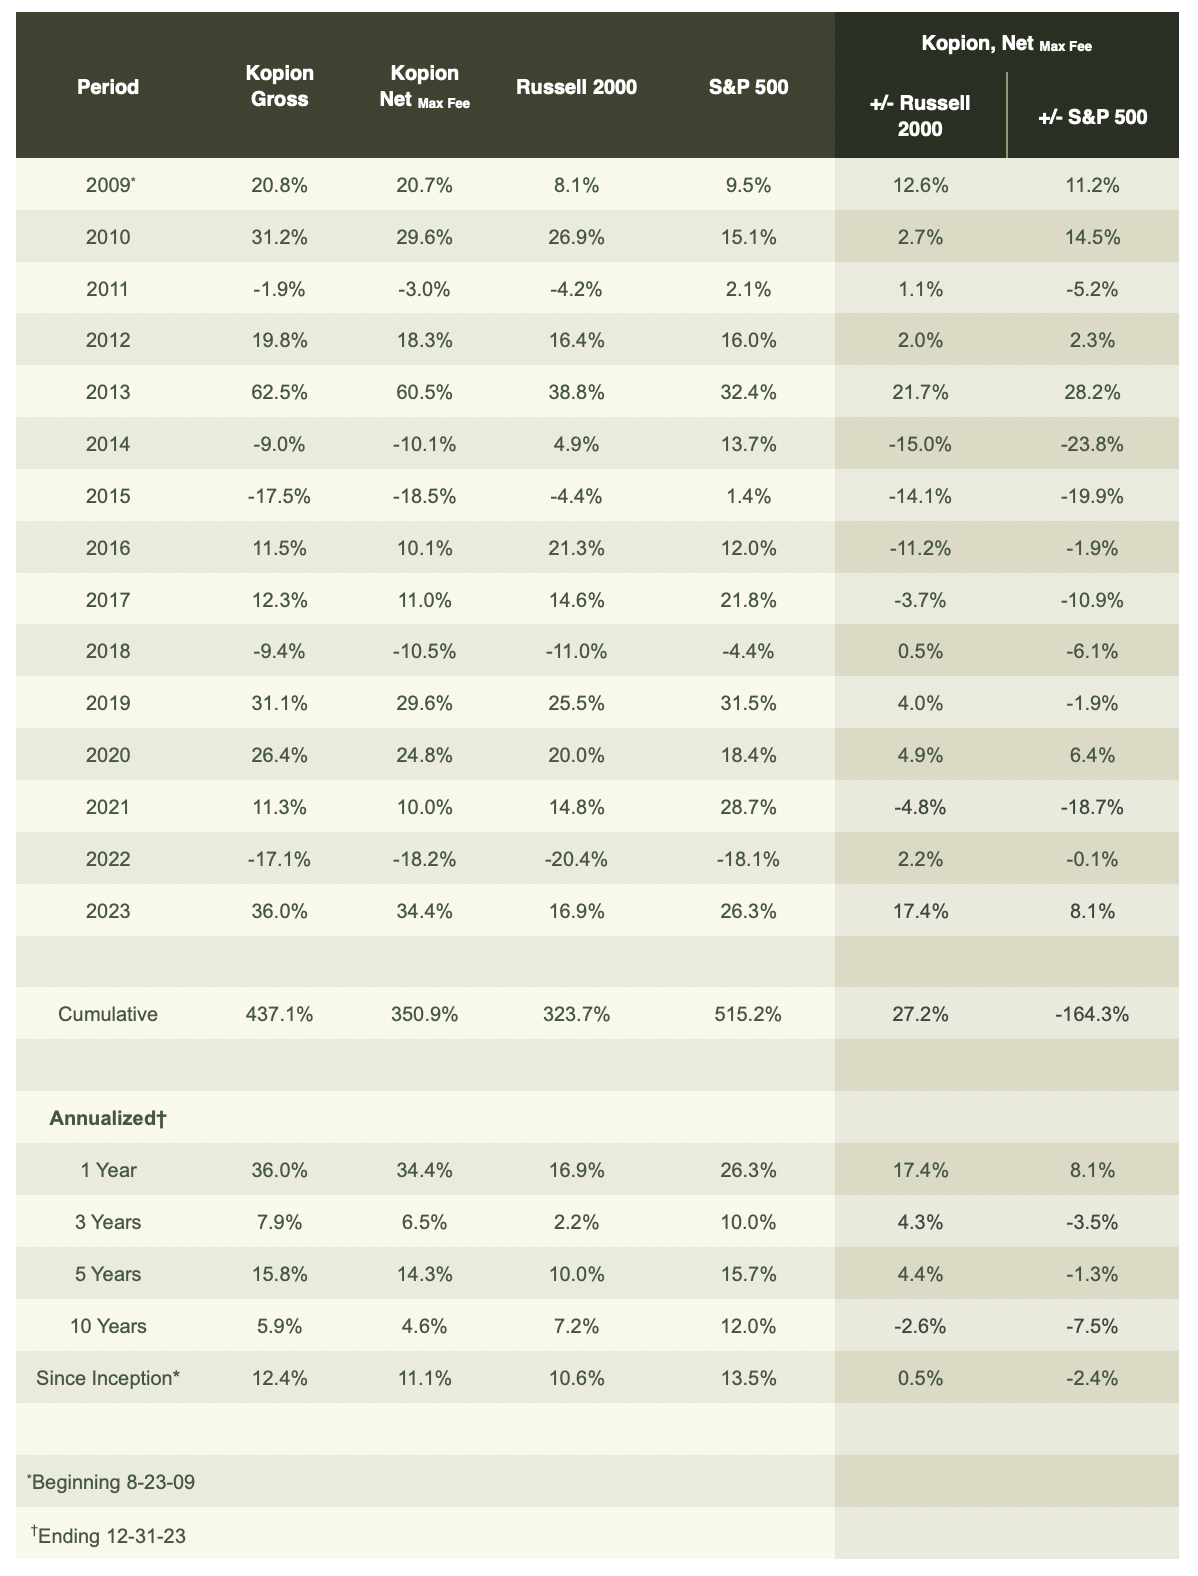 Period Kopion Gross Kopion Net Max Fee Russell 2000 S&P 500 Kopion, Net Max Fee
+/- Russell 2000 +/- S&P 500
2009* 20.8% 20.7% 8.1% 9.5% 12.6% 11.2%
2010 31.2% 29.6% 26.9% 15.1% 2.7% 14.5%
2011 -1.9% -3.0% -4.2% 2.1% 1.1% -5.2%
2012 19.8% 18.3% 16.4% 16.0% 2.0% 2.3%
2013 62.5% 60.5% 38.8% 32.4% 21.7% 28.2%
2014 -9.0% -10.1% 4.9% 13.7% -15.0% -23.8%
2015 -17.5% -18.5% -4.4% 1.4% -14.1% -19.9%
2016 11.5% 10.1% 21.3% 12.0% -11.2% -1.9%
2017 12.3% 11.0% 14.6% 21.8% -3.7% -10.9%
2018 -9.4% -10.5% -11.0% -4.4% 0.5% -6.1%
2019 31.1% 29.6% 25.5% 31.5% 4.0% -1.9%
2020 26.4% 24.8% 20.0% 18.4% 4.9% 6.4%
2021 11.3% 10.0% 14.8% 28.7% -4.8% -18.7%
2022 -17.1% -18.2% -20.4% -18.1% 2.2% -0.1%
2023 36.0% 34.4% 16.9% 26.3% 17.4% 8.1%
Cumulative 437.1% 350.9% 323.7% 515.2% 27.2% -164.3%
Annualized†
1 Year 36.0% 34.4% 16.9% 26.3% 17.4% 8.1%
3 Years 7.9% 6.5% 2.2% 10.0% 4.3% -3.5%
5 Years 15.8% 14.3% 10.0% 15.7% 4.4% -1.3%
10 Years 5.9% 4.6% 7.2% 12.0% -2.6% -7.5%
Since Inception* 12.4% 11.1% 10.6% 13.5% 0.5% -2.4%
*Beginning 8-23-09
†Ending 12-31-23